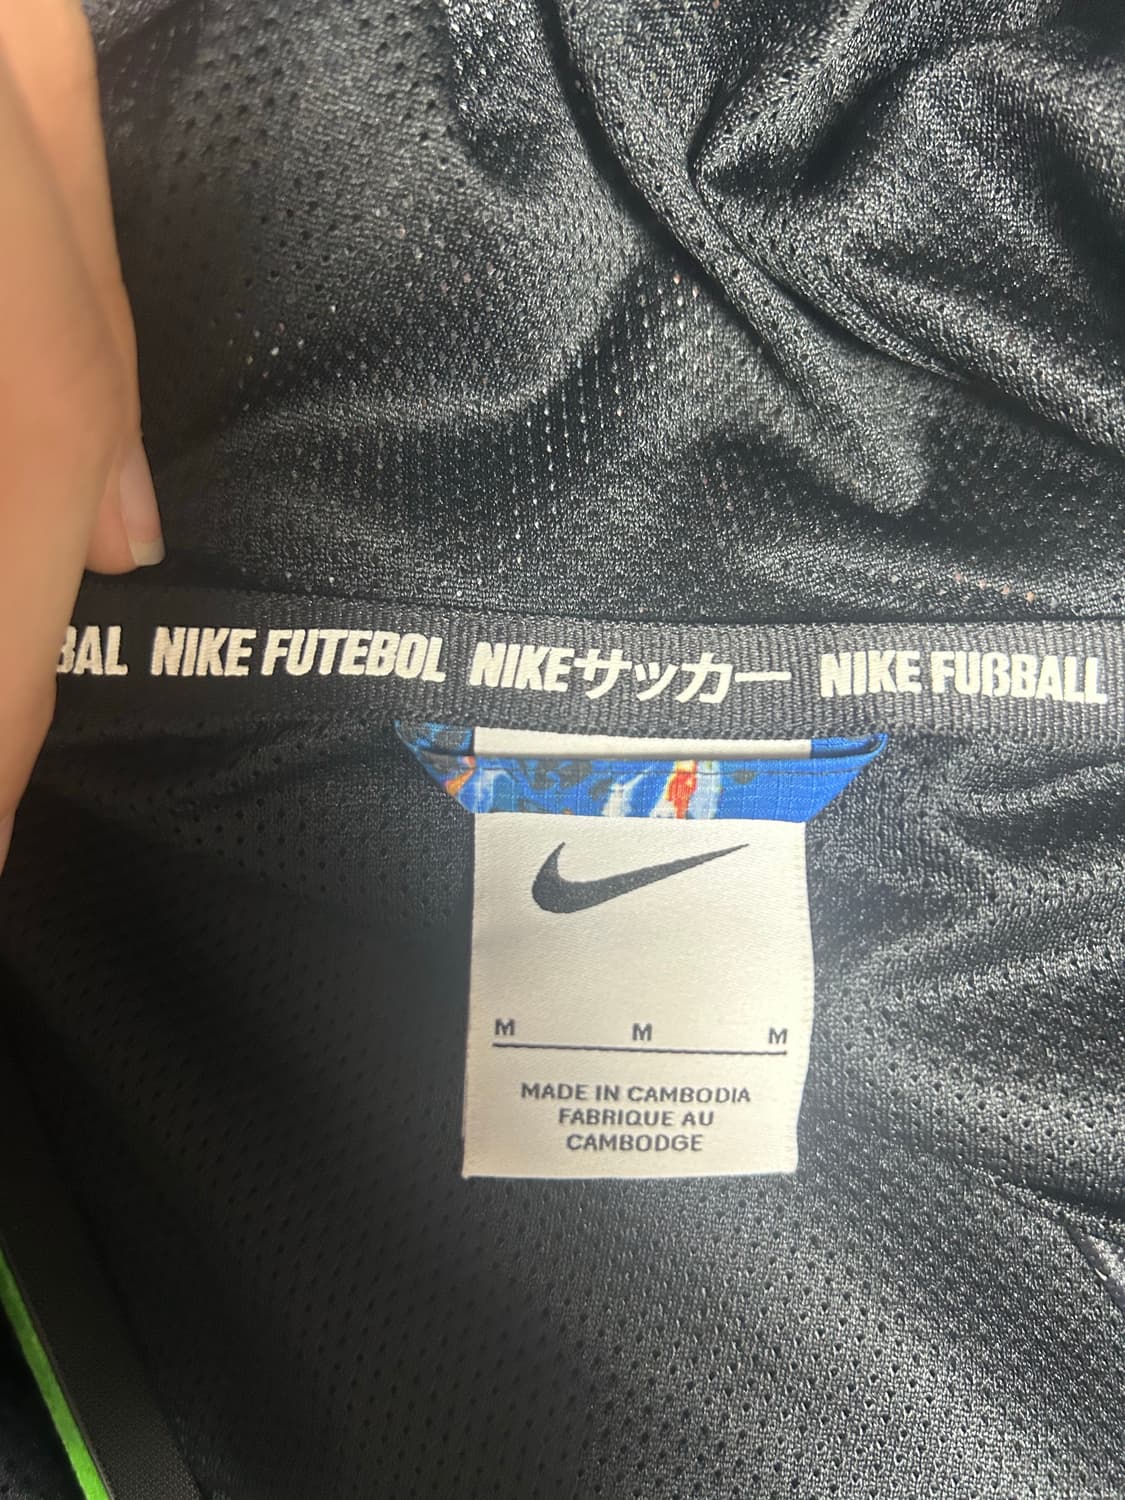 BAL NIKE FUTEBOL NIKEサッカー NIKE FUẞBALL
M M M
MADE IN CAMBODIA
FABRIQUE AU
CAMBODGE